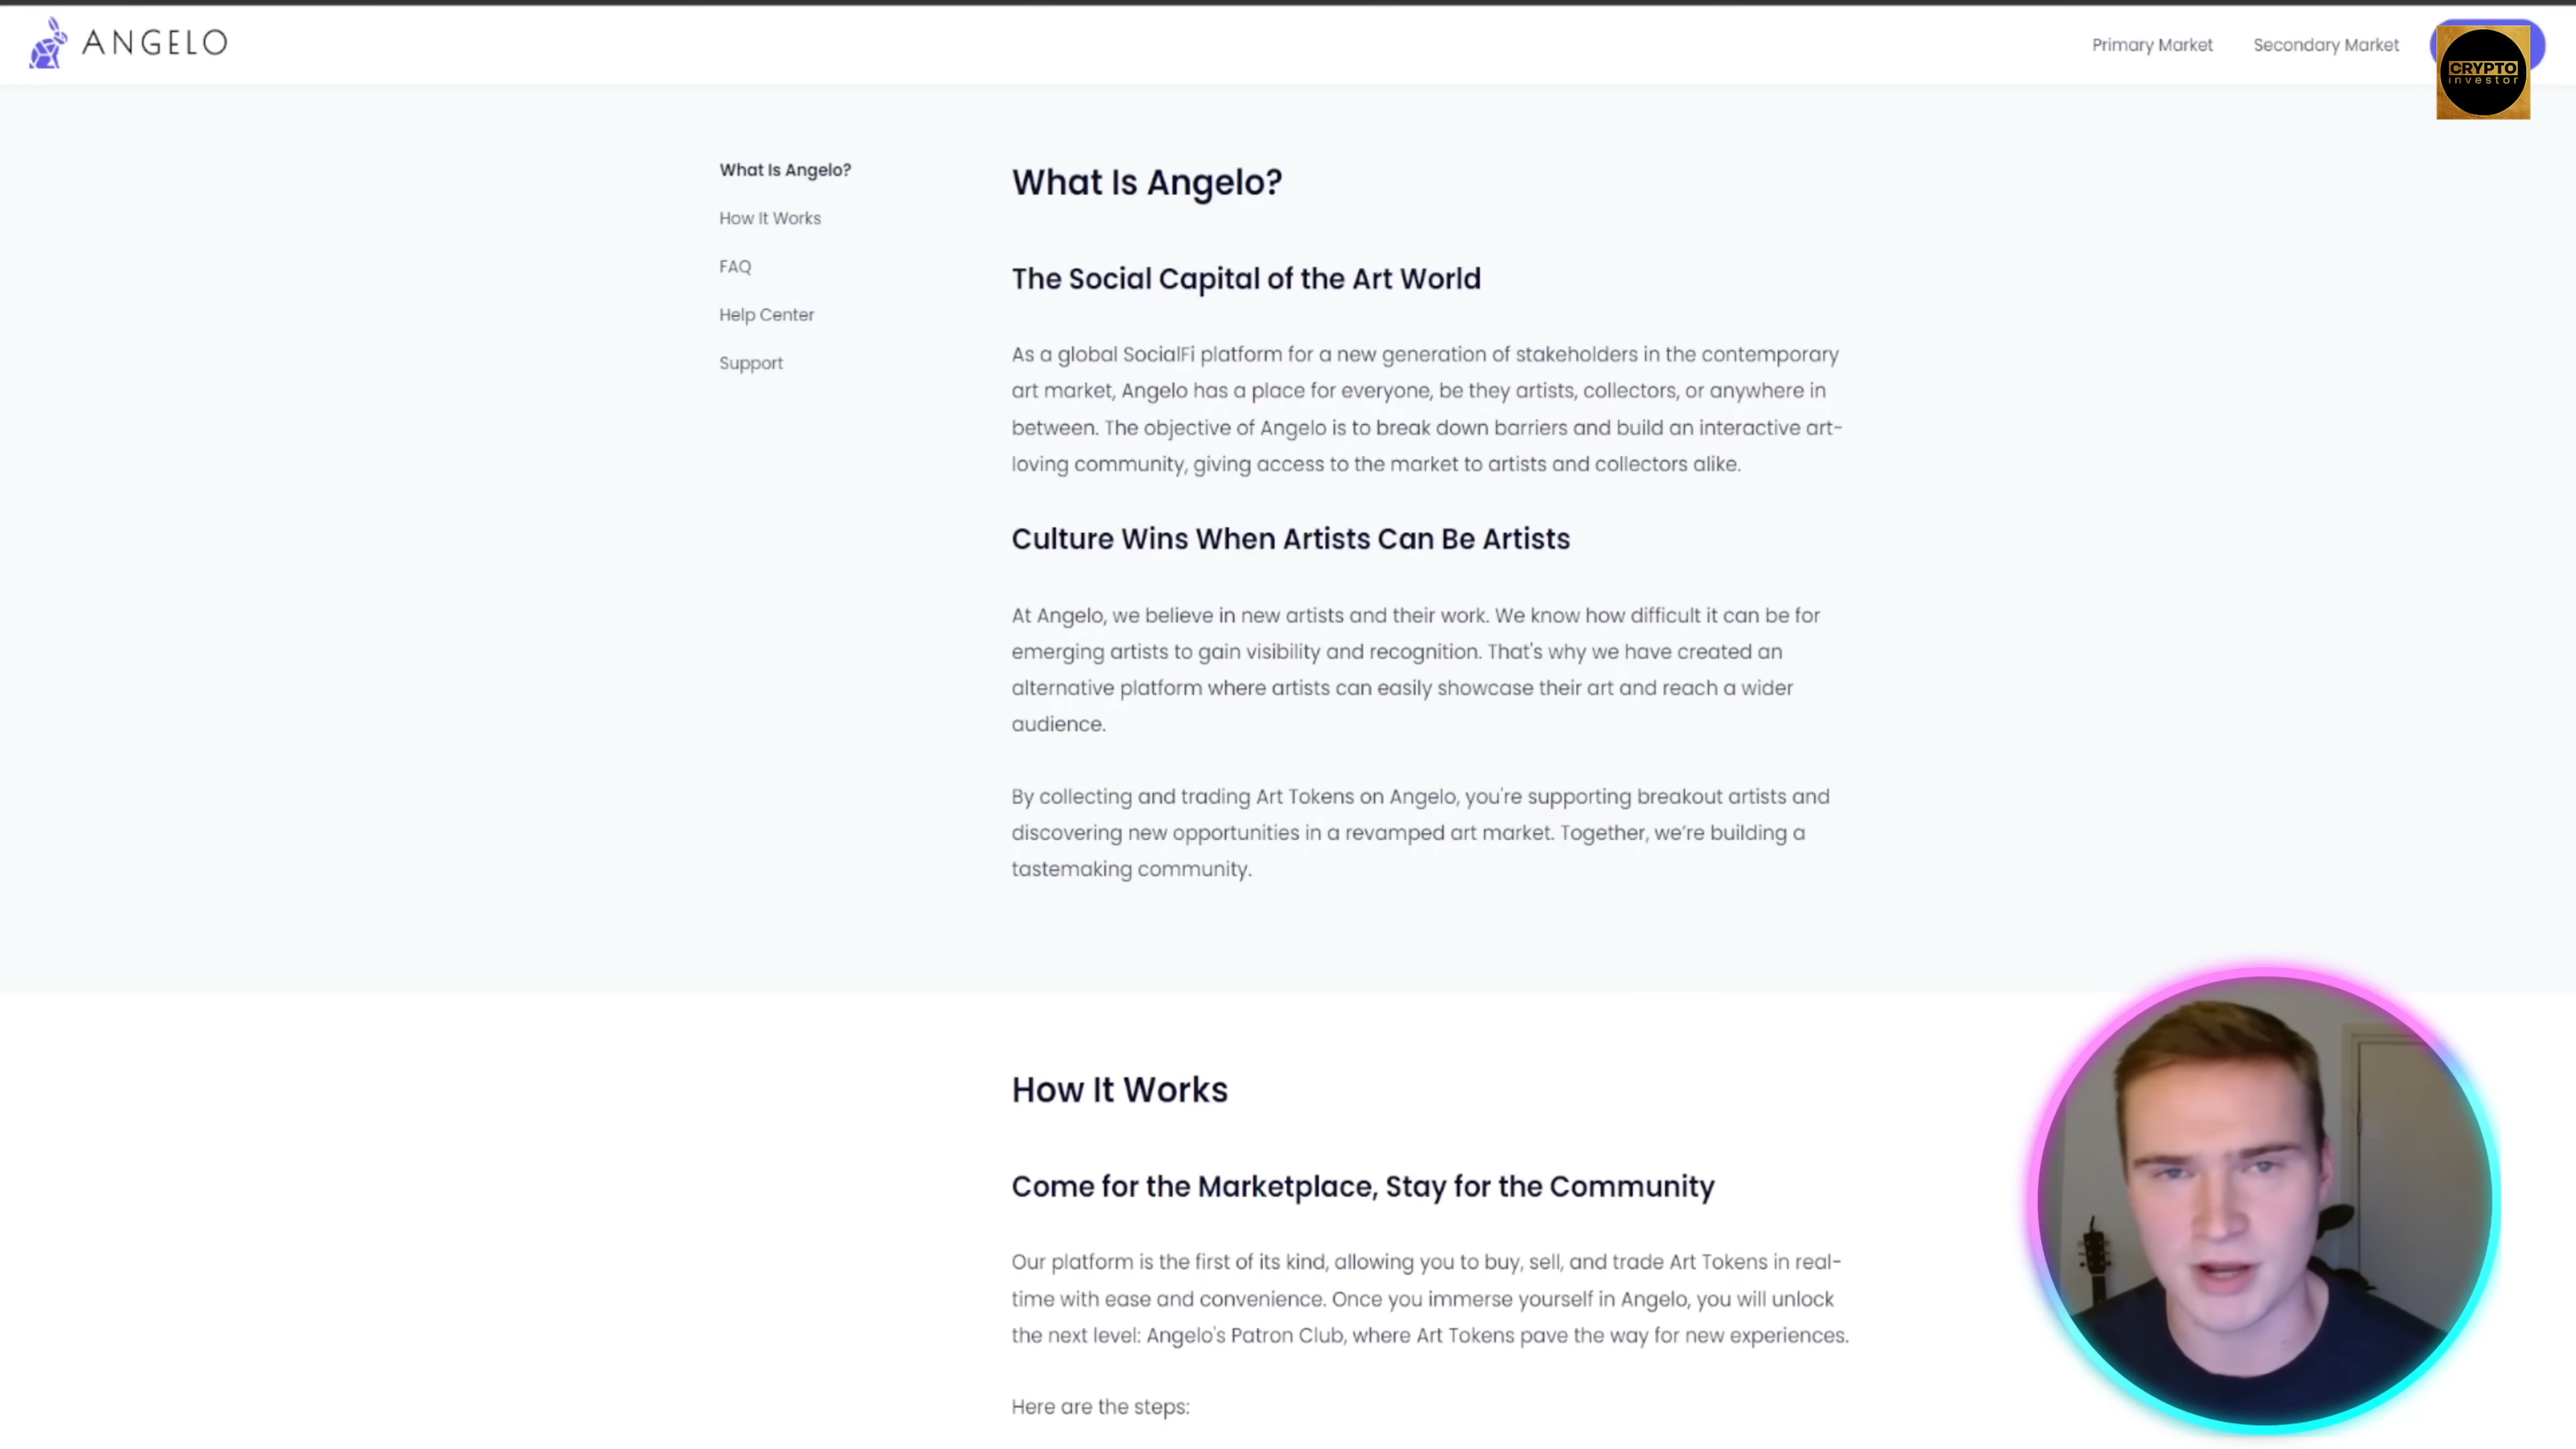 ANGELO
Primary Market
Secondary Market
CRYPTO
investor
What Is Angelo?
How It Works
FAQ
Help Center
Support
What Is Angelo?
The Social Capital of the Art World
As a global SocialFi platform for a new generation of stakeholders in the contemporary
art market, Angelo has a place for everyone, be they artists, collectors, or anywhere in
between. The objective of Angelo is to break down barriers and build an interactive art-
loving community, giving access to the market to artists and collectors alike.
Culture Wins When Artists Can Be Artists
At Angelo, we believe in new artists and their work. We know how difficult it can be for
emerging artists to gain visibility and recognition. That's why we have created an
alternative platform where artists can easily showcase their art and reach a wider
audience.
By collecting and trading Art Tokens on Angelo, you're supporting breakout artists and
discovering new opportunities in a revamped art market. Together, we’re building a
tastemaking community.
How It Works
Come for the Marketplace, Stay for the Community
Our platform is the first of its kind, allowing you to buy, sell, and trade Art Tokens in real-
time with ease and convenience. Once you immerse yourself in Angelo, you will unlock
the next level: Angelo's Patron Club, where Art Tokens pave the way for new experiences.
Here are the steps: